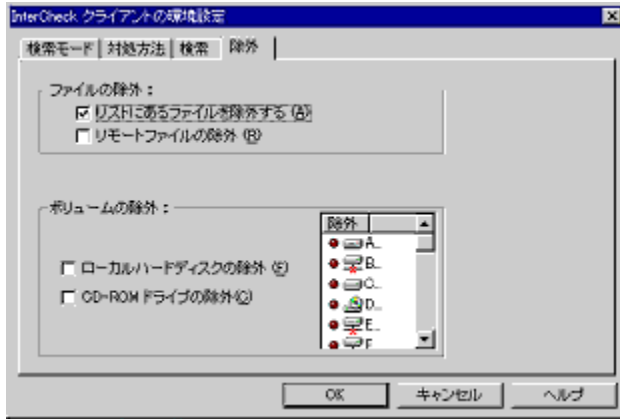 InterCheck クライアントの環境設定
検索モード 対処方法 検索 除外
ファイルの除外：
リストにあるファイルを除外する (A)
リモートファイルの除外 (R)
ボリュームの除外：
除外
A...
B...
ローカルハードディスクの除外 (E)
C...
CD-ROM ドライブの除外(C)
D...
E...
F
OK キャンセル ヘルプ